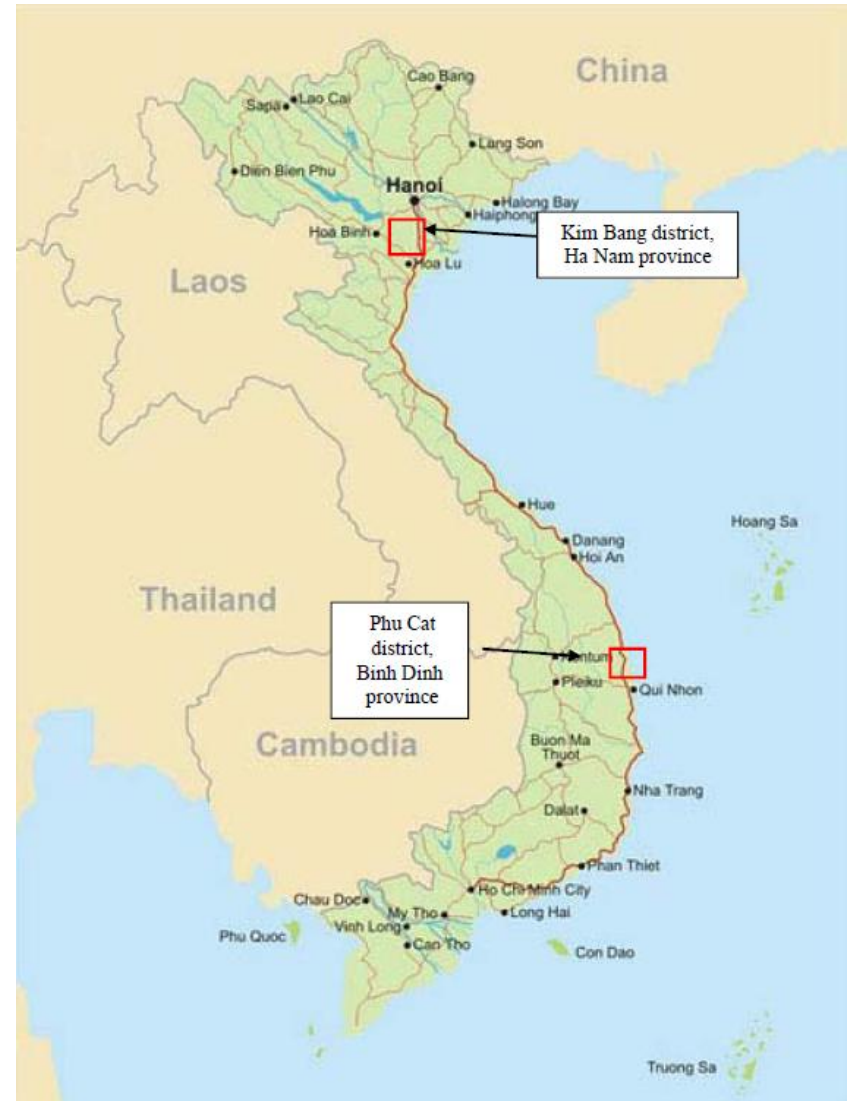 China
Cao Bang
Sapa
Lao Cai
Lang Son
Dien Bien Phu
Hanoi
Halong Bay
Haiphong
Hoa Binh
Kim Bang district,
Ha Nam province
Hoa Lu
Laos
Hue
Hoang Sa
Danang
Hoi An
Thailand
Phu Cat
district,
Binh Dinh
province
Kontum
Pleiku
Qui Nhon
Cambodia
Buon Ma
Thuot
Nha Trang
Dalat
Phan Thiet
Ho Chi Minh City
Chau Doc
My Tho
Long Hai
Vinh Long
Phu Quoc
Can Tho
Con Dao
Truong Sa